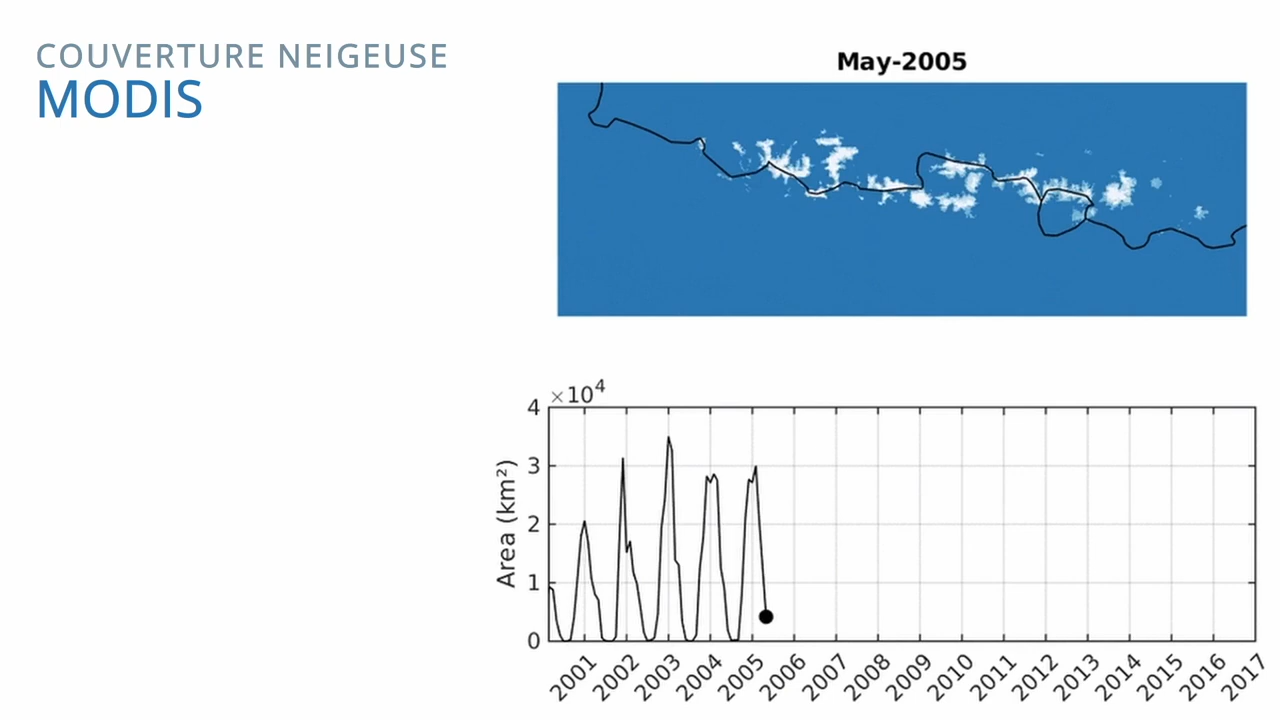 COUVERTURE NEIGEUSE
MODIS
May-2005
×10⁴
4
3
2
1
0
Area (km²)
2001 2002 2003 2004 2005 2006 2007 2008 2009 2010 2011 2012 2013 2014 2015 2016 2017